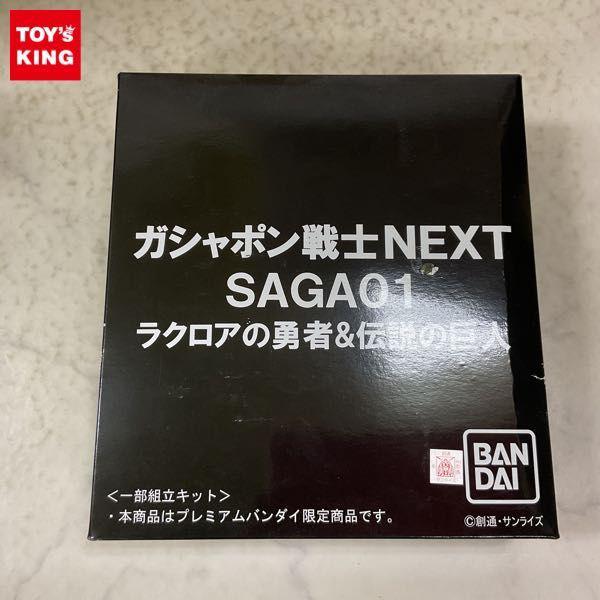 TOY's
KING
ガシャポン戦士NEXT
SAGA01
ラクロアの勇者&伝説の巨人
BAN
DAI
<一部組立キット>
・本商品はプレミアムバンダイ限定商品です。
©創通・サンライズ